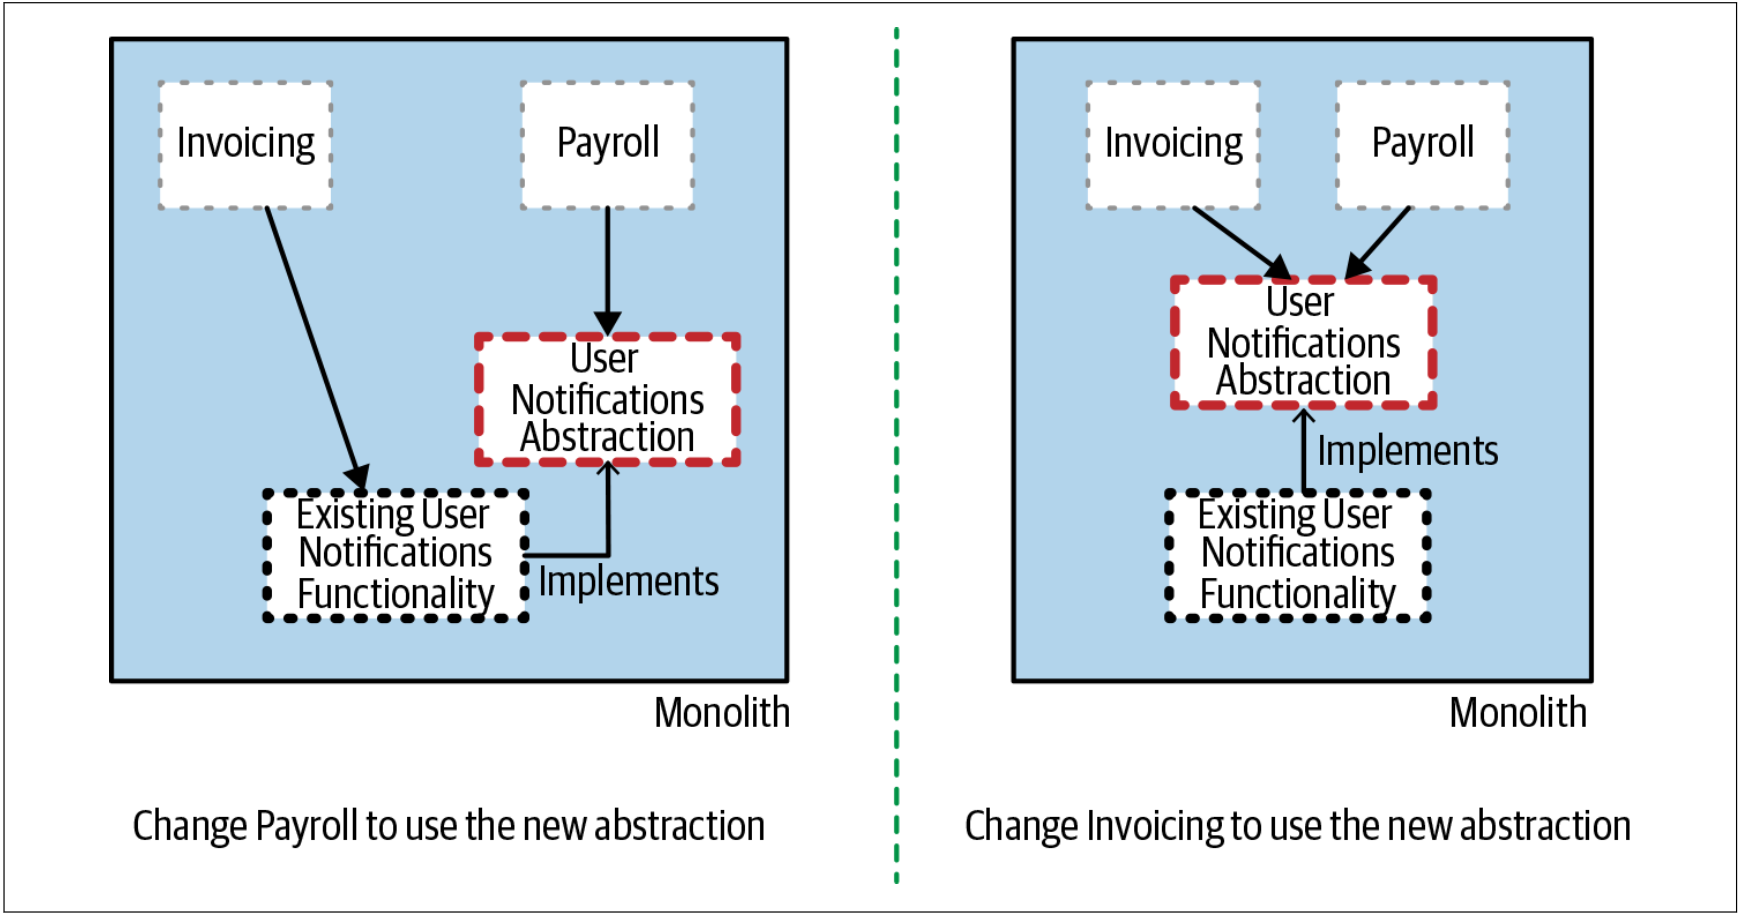 Invoicing
Payroll
User
Notifications
Abstraction
Existing User
Notifications
Functionality
Implements
Monolith
Change Payroll to use the new abstraction
Invoicing
Payroll
User
Notifications
Abstraction
Implements
Existing User
Notifications
Functionality
Monolith
Change Invoicing to use the new abstraction